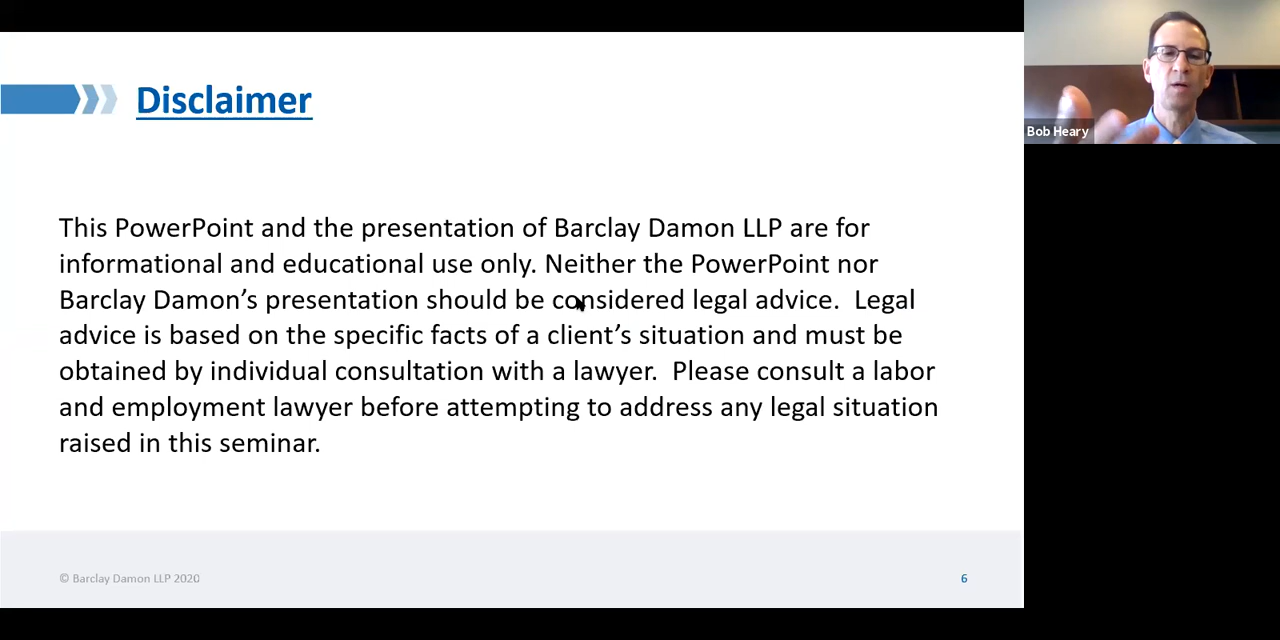 Disclaimer
This PowerPoint and the presentation of Barclay Damon LLP are for
informational and educational use only. Neither the PowerPoint nor
Barclay Damon’s presentation should be considered legal advice.  Legal
advice is based on the specific facts of a client’s situation and must be
obtained by individual consultation with a lawyer.  Please consult a labor
and employment lawyer before attempting to address any legal situation
raised in this seminar.
© Barclay Damon LLP 2020
6
Bob Heary